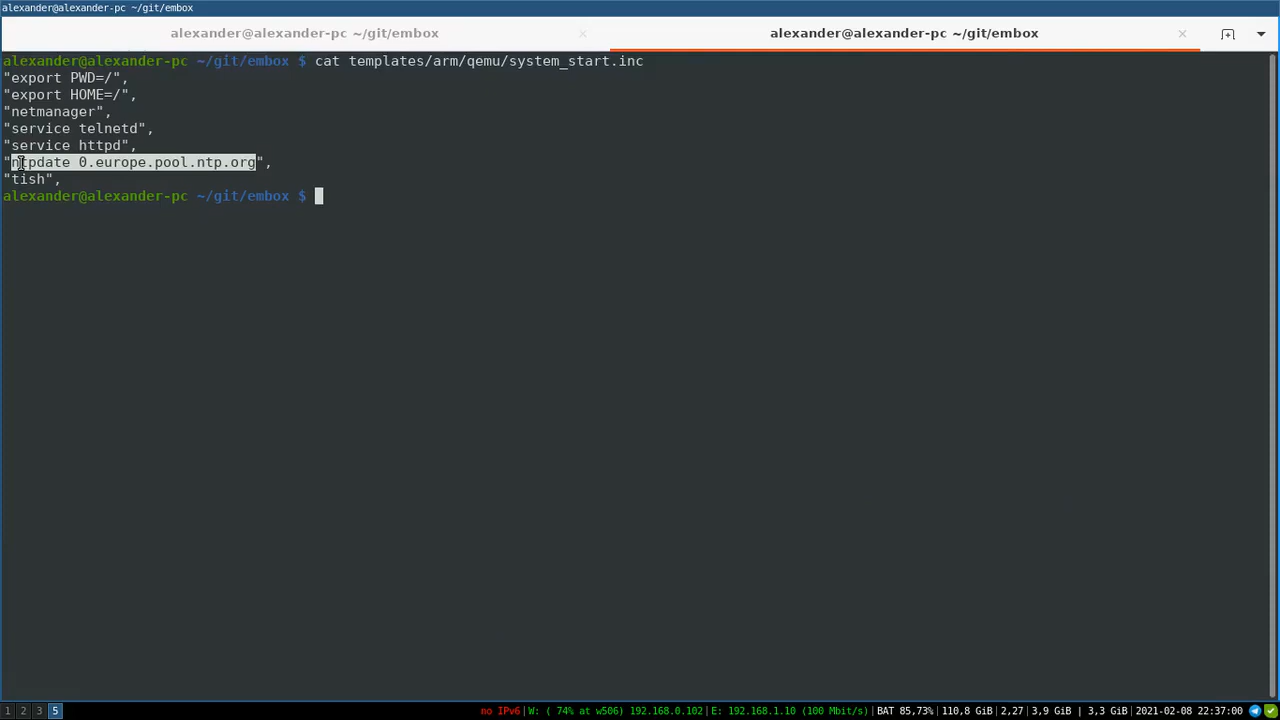 alexander@alexander-pc ~/git/embox
alexander@alexander-pc ~/git/embox × alexander@alexander-pc ~/git/embox ×
alexander@alexander-pc ~/git/embox $ cat templates/arm/qemu/system_start.inc
"export PWD=/",
"export HOME=/",
"netmanager",
"service telnetd",
"service httpd",
"ntpdate 0.europe.pool.ntp.org",
"tish",
alexander@alexander-pc ~/git/embox $
1 2 3 5 no IPv6|W: ( 74% at w506) 192.168.0.102|E: 192.168.1.10 (100 Mbit/s)|BAT 85,73%|110,8 GiB|2,27|3,9 GiB | 3,3 GiB|2021-02-08 22:37:00